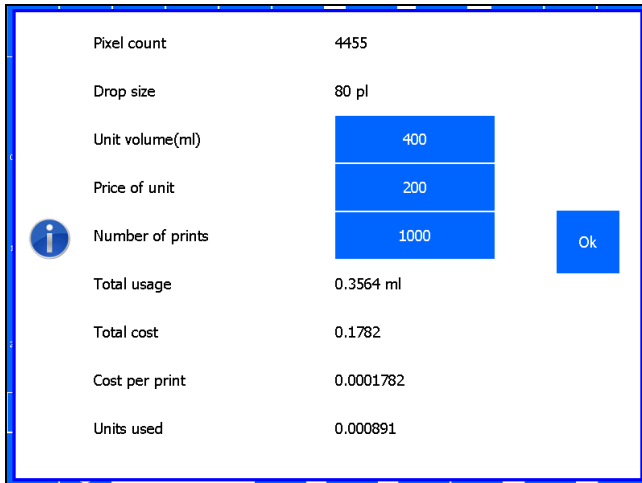 Pixel count 4455
Drop size 80 pl
Unit volume(ml) 400
Price of unit 200
Number of prints 1000
Ok
Total usage 0.3564 ml
Total cost 0.1782
Cost per print 0.0001782
Units used 0.000891